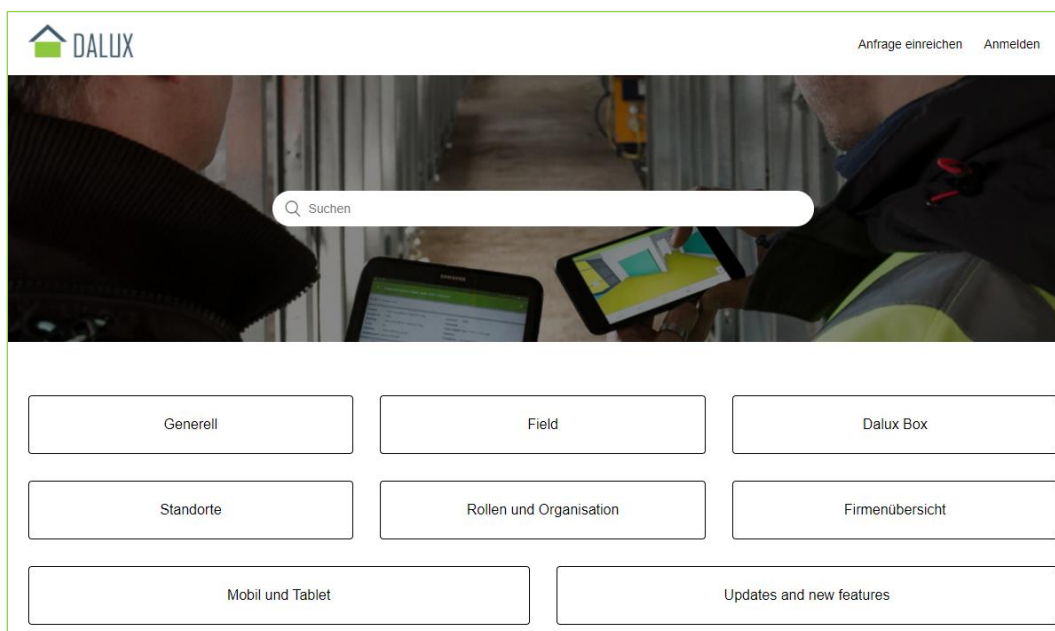 DALUX
Anfrage einreichen Anmelden
Suchen
SAMSUNG
Generell Field Dalux Box
Standorte Rollen und Organisation Firmenübersicht
Mobil und Tablet Updates and new features